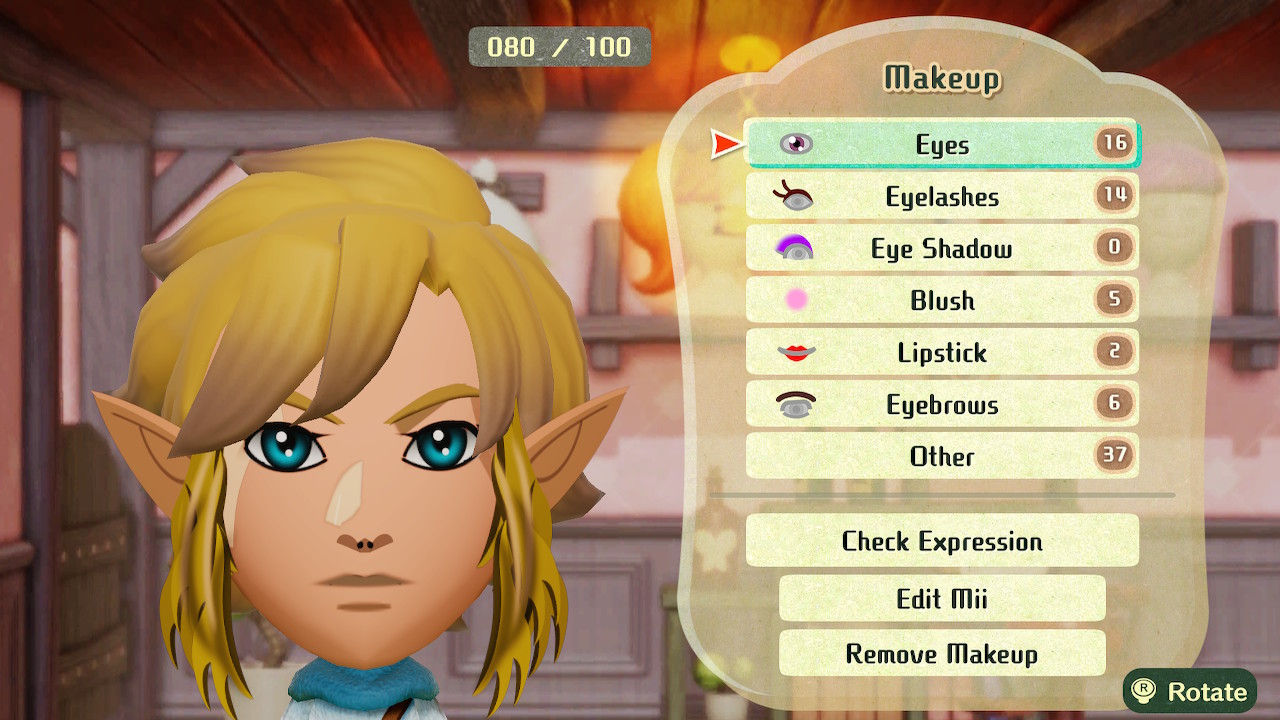 080 / 100
Makeup
Eyes 16
Eyelashes 14
Eye Shadow 0
Blush 5
Lipstick 2
Eyebrows 6
Other 37
Check Expression
Edit Mii
Remove Makeup
R Rotate